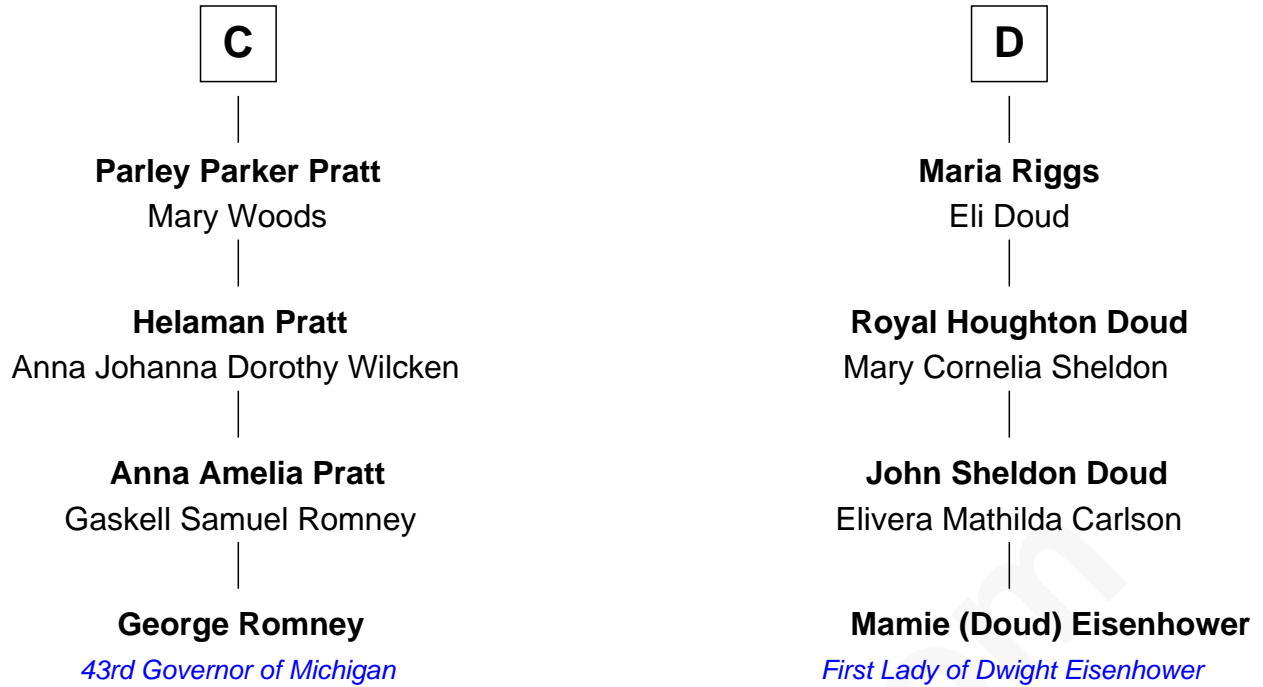 C
Parley Parker Pratt
Mary Woods
Helaman Pratt
Anna Johanna Dorothy Wilcken
Anna Amelia Pratt
Gaskell Samuel Romney
George Romney
43rd Governor of Michigan
D
Maria Riggs
Eli Doud
Royal Houghton Doud
Mary Cornelia Sheldon
John Sheldon Doud
Elivera Mathilda Carlson
Mamie (Doud) Eisenhower
First Lady of Dwight Eisenhower